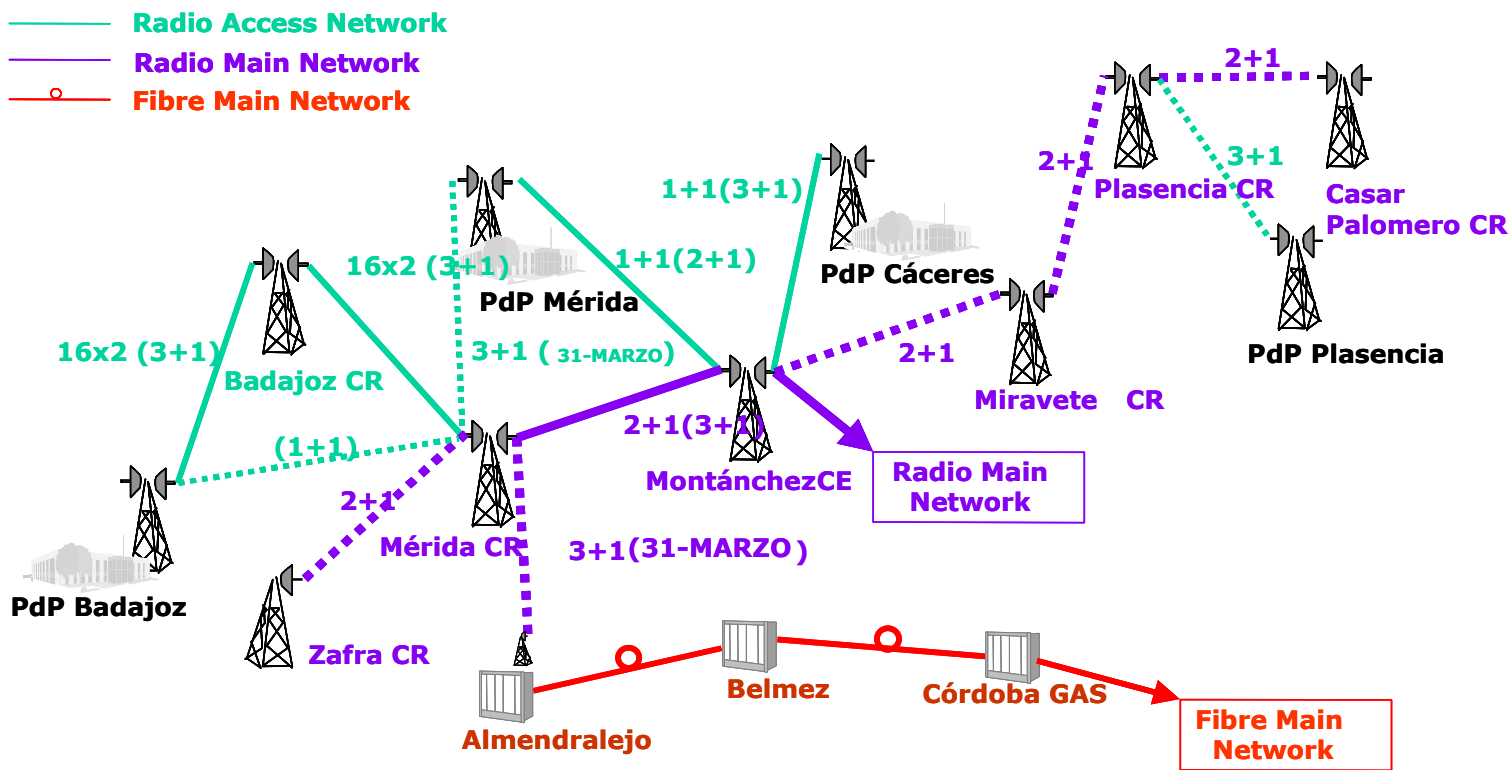 Radio Access Network
Radio Main Network
Fibre Main Network
2+1
2+1
3+1
Plasencia CR
Casar
Palomero CR
1+1(3+1)
16x2 (3+1)
1+1(2+1)
PdP Cáceres
PdP Mérida
16x2 (3+1)
3+1 ( 31-MARZO)
2+1
PdP Plasencia
Badajoz CR
Miravete CR
2+1(3+1)
(1+1)
MontánchezCE
Radio Main
Network
2+1
Mérida CR
3+1(31-MARZO)
PdP Badajoz
Zafra CR
Belmez
Córdoba GAS
Almendralejo
Fibre Main
Network